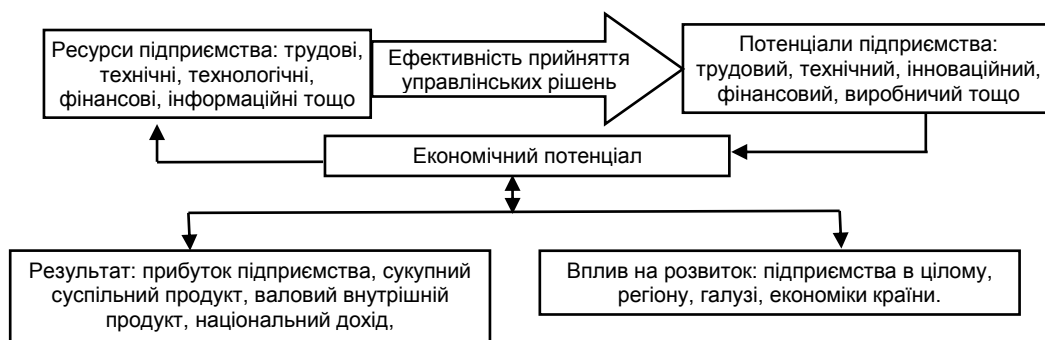 Ресурси підприємства: трудові,
технічні, технологічні,
фінансові, інформаційні тощо
Ефективність прийняття
управлінських рішень
Потенціали підприємства:
трудовий, технічний, інноваційний,
фінансовий, виробничий тощо
Економічний потенціал
Результат: прибуток підприємства, сукупний
суспільний продукт, валовий внутрішній
продукт, національний дохід,
Вплив на розвиток: підприємства в цілому,
регіону, галузі, економіки країни.